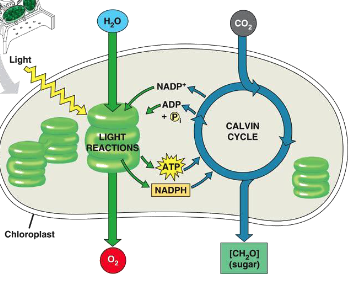 H₂O
CO₂
Light
NADP⁺
ADP
+ Pᵢ
LIGHT
REACTIONS
CALVIN
CYCLE
ATP
NADPH
Chloroplast
O₂
[CH₂O]
(sugar)